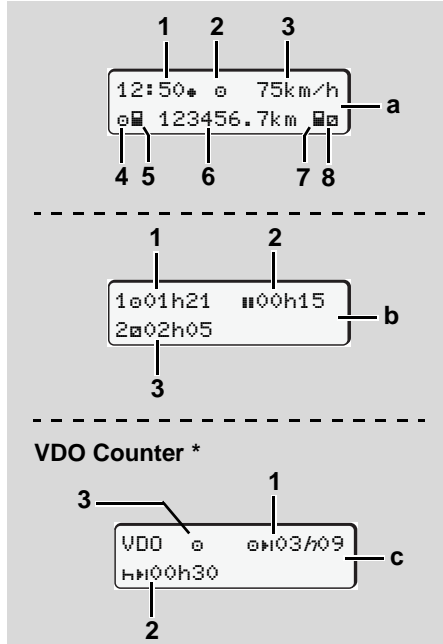 1 2 3
12:50● ⊙ 75km/h
a
⊙ 123456.7km
4 5 6 7 8
1 2
1⊙01h21 00h15
b
2⧄02h05
3
VDO Counter *
3 1
VDO ⊙ ⊙03h09
c
00h30
2